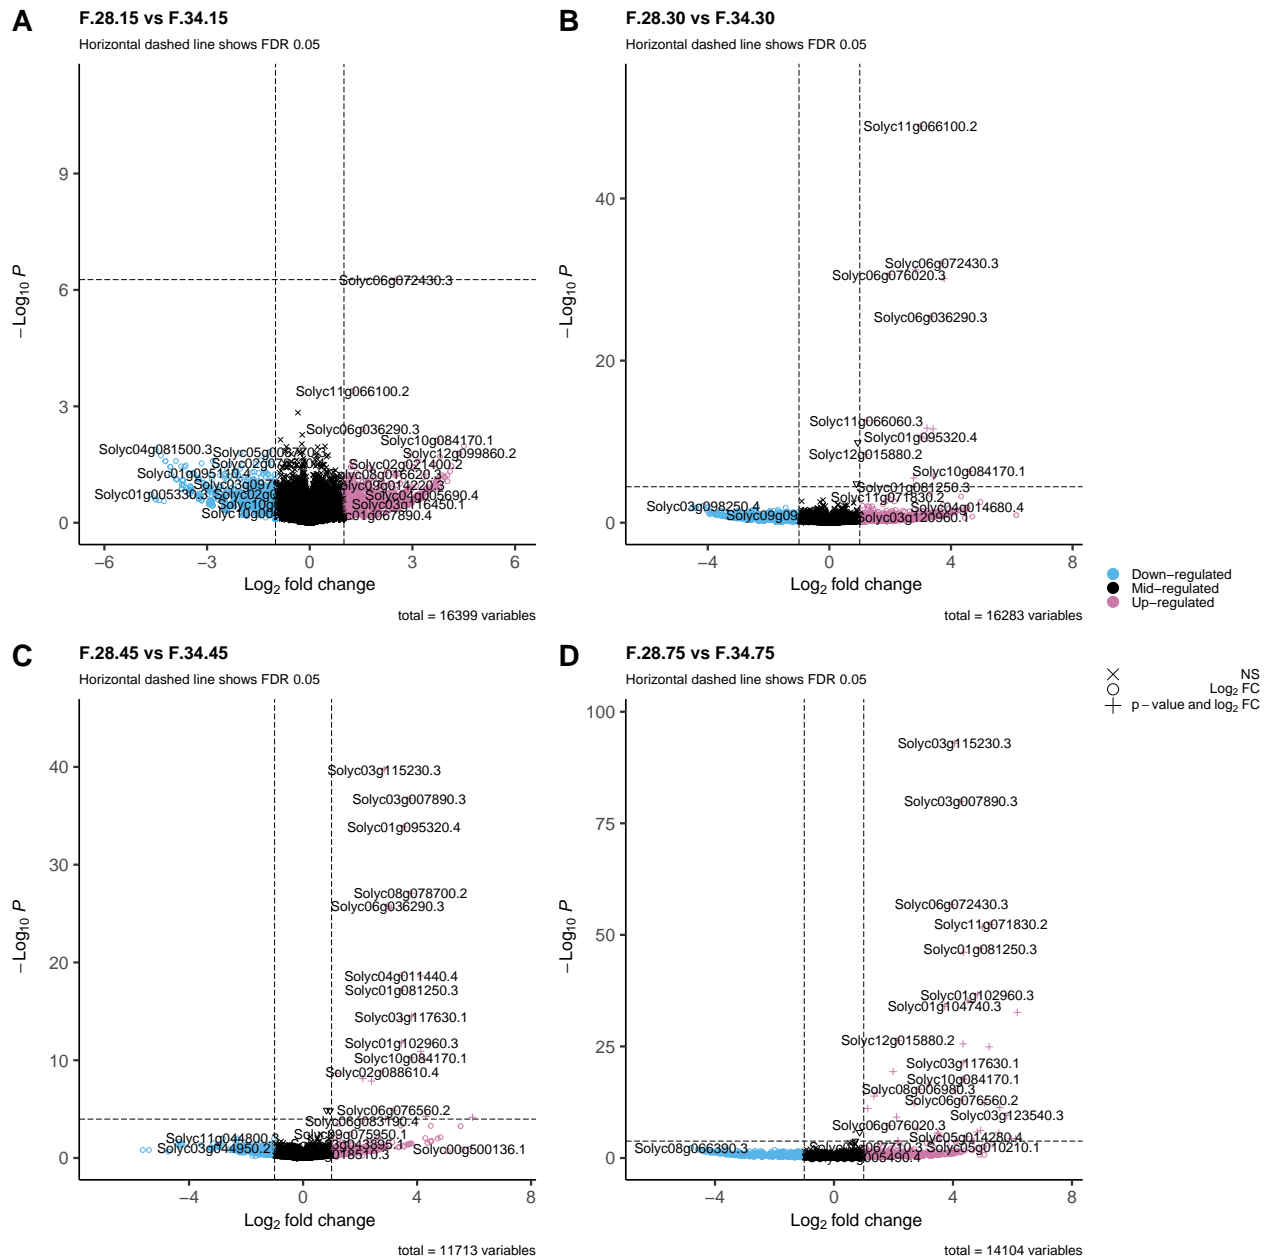 A
F.28.15 vs F.34.15
Horizontal dashed line shows FDR 0.05
−Log10 P
9
6
3
0
Solyc06g072430.3
Solyc11g066100.2
Solyc06g036290.3
Solyc10g084170.1
Solyc04g081500.3
Solyc12g099860.2
Solyc02g021400.2
Solyc01g095110.4
Solyc08g016620.3
Solyc09g014220.3
Solyc01g005330.3
Solyc04g005690.4
Solyc03g116450.1
−6
−3
0
3
6
Log2 fold change
total = 16399 variables
B
F.28.30 vs F.34.30
Horizontal dashed line shows FDR 0.05
−Log10 P
40
20
0
Solyc11g066100.2
Solyc06g072430.3
Solyc06g076020.3
Solyc06g036290.3
Solyc11g066060.3
Solyc01g095320.4
Solyc12g015880.2
Solyc10g084170.1
Solyc01g081250.3
Solyc11g071830.2
Solyc03g098250.4
Solyc04g014680.4
Solyc09g09
Solyc03g120960.1
−4
0
4
8
Log2 fold change
total = 16283 variables
Down−regulated
Mid−regulated
Up−regulated
NS
Log2 FC
p − value and log2 FC
C
F.28.45 vs F.34.45
Horizontal dashed line shows FDR 0.05
−Log10 P
40
30
20
10
0
Solyc03g115230.3
Solyc03g007890.3
Solyc01g095320.4
Solyc08g078700.2
Solyc06g036290.3
Solyc04g011440.4
Solyc01g081250.3
Solyc03g117630.1
Solyc01g102960.3
Solyc10g084170.1
Solyc02g088610.4
Solyc06g076560.2
Solyc06g083190.4
Solyc09g075950.1
Solyc11g044800.3
Solyc03g044950.2
Solyc00g500136.1
−4
0
4
8
Log2 fold change
total = 11713 variables
D
F.28.75 vs F.34.75
Horizontal dashed line shows FDR 0.05
−Log10 P
100
75
50
25
0
Solyc03g115230.3
Solyc03g007890.3
Solyc06g072430.3
Solyc11g071830.2
Solyc01g081250.3
Solyc01g102960.3
Solyc01g104740.3
Solyc12g015880.2
Solyc03g117630.1
Solyc10g084170.1
Solyc08g006980.3
Solyc06g076560.2
Solyc03g123540.3
Solyc06g076020.3
Solyc05g014280.4
Solyc08g066390.3
Solyc05g010210.1
−4
0
4
8
Log2 fold change
total = 14104 variables